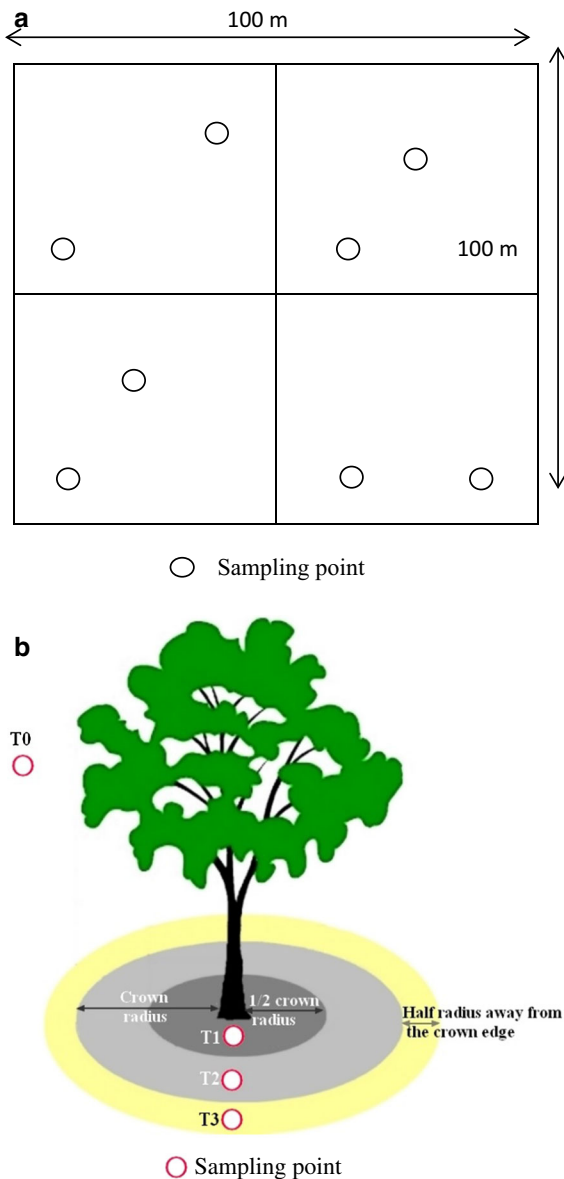 a
100 m
100 m
Sampling point
b
T0
Crown
radius
1/2 crown
radius
Half radius away from
the crown edge
T1
T2
T3
Sampling point